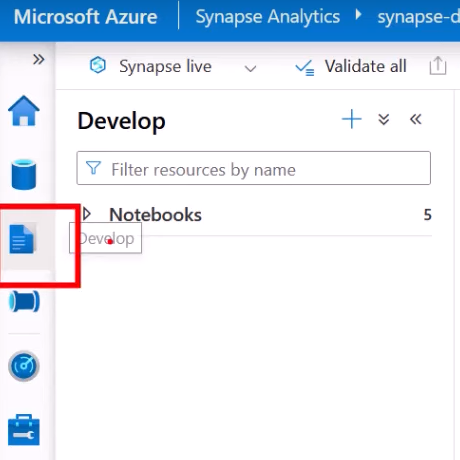 Microsoft Azure Synapse Analytics synapse-d
Synapse live Validate all
Develop
Filter resources by name
Notebooks 5
Develop